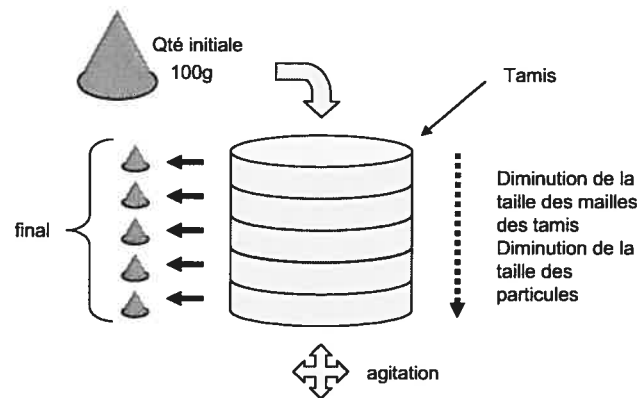 Qté initiale
100g
Tamis
final
Diminution de la
taille des mailles
des tamis
Diminution de la
taille des
particules
agitation